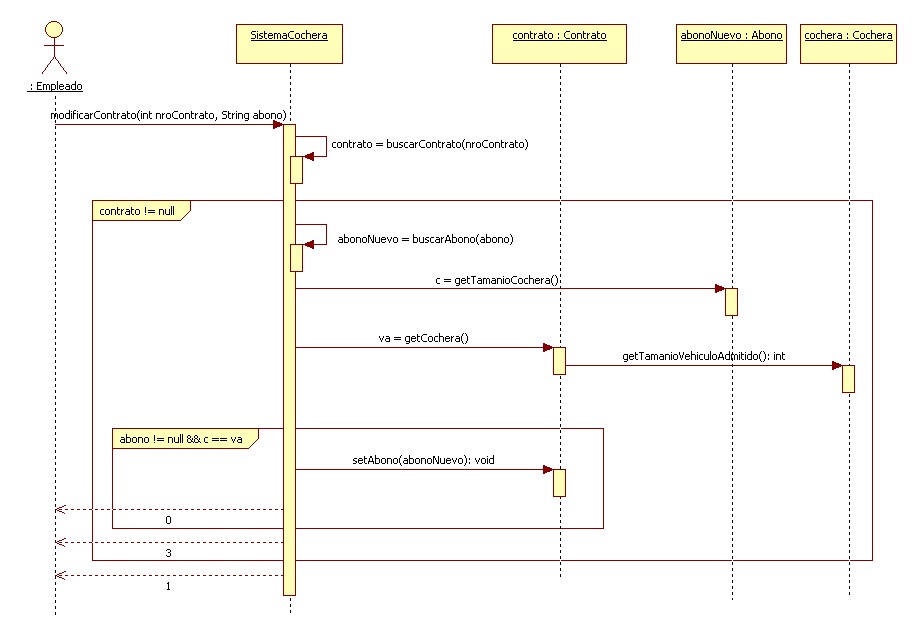 SistemaCochera
contrato : Contrato
abonoNuevo : Abono
cochera : Cochera
: Empleado
modificarContrato(int nroContrato, String abono)
contrato = buscarContrato(nroContrato)
contrato != null
abonoNuevo = buscarAbono(abono)
c = getTamanioCochera()
va = getCochera()
getTamanioVehiculoAdmitido(): int
abono != null && c == va
setAbono(abonoNuevo): void
0
3
1